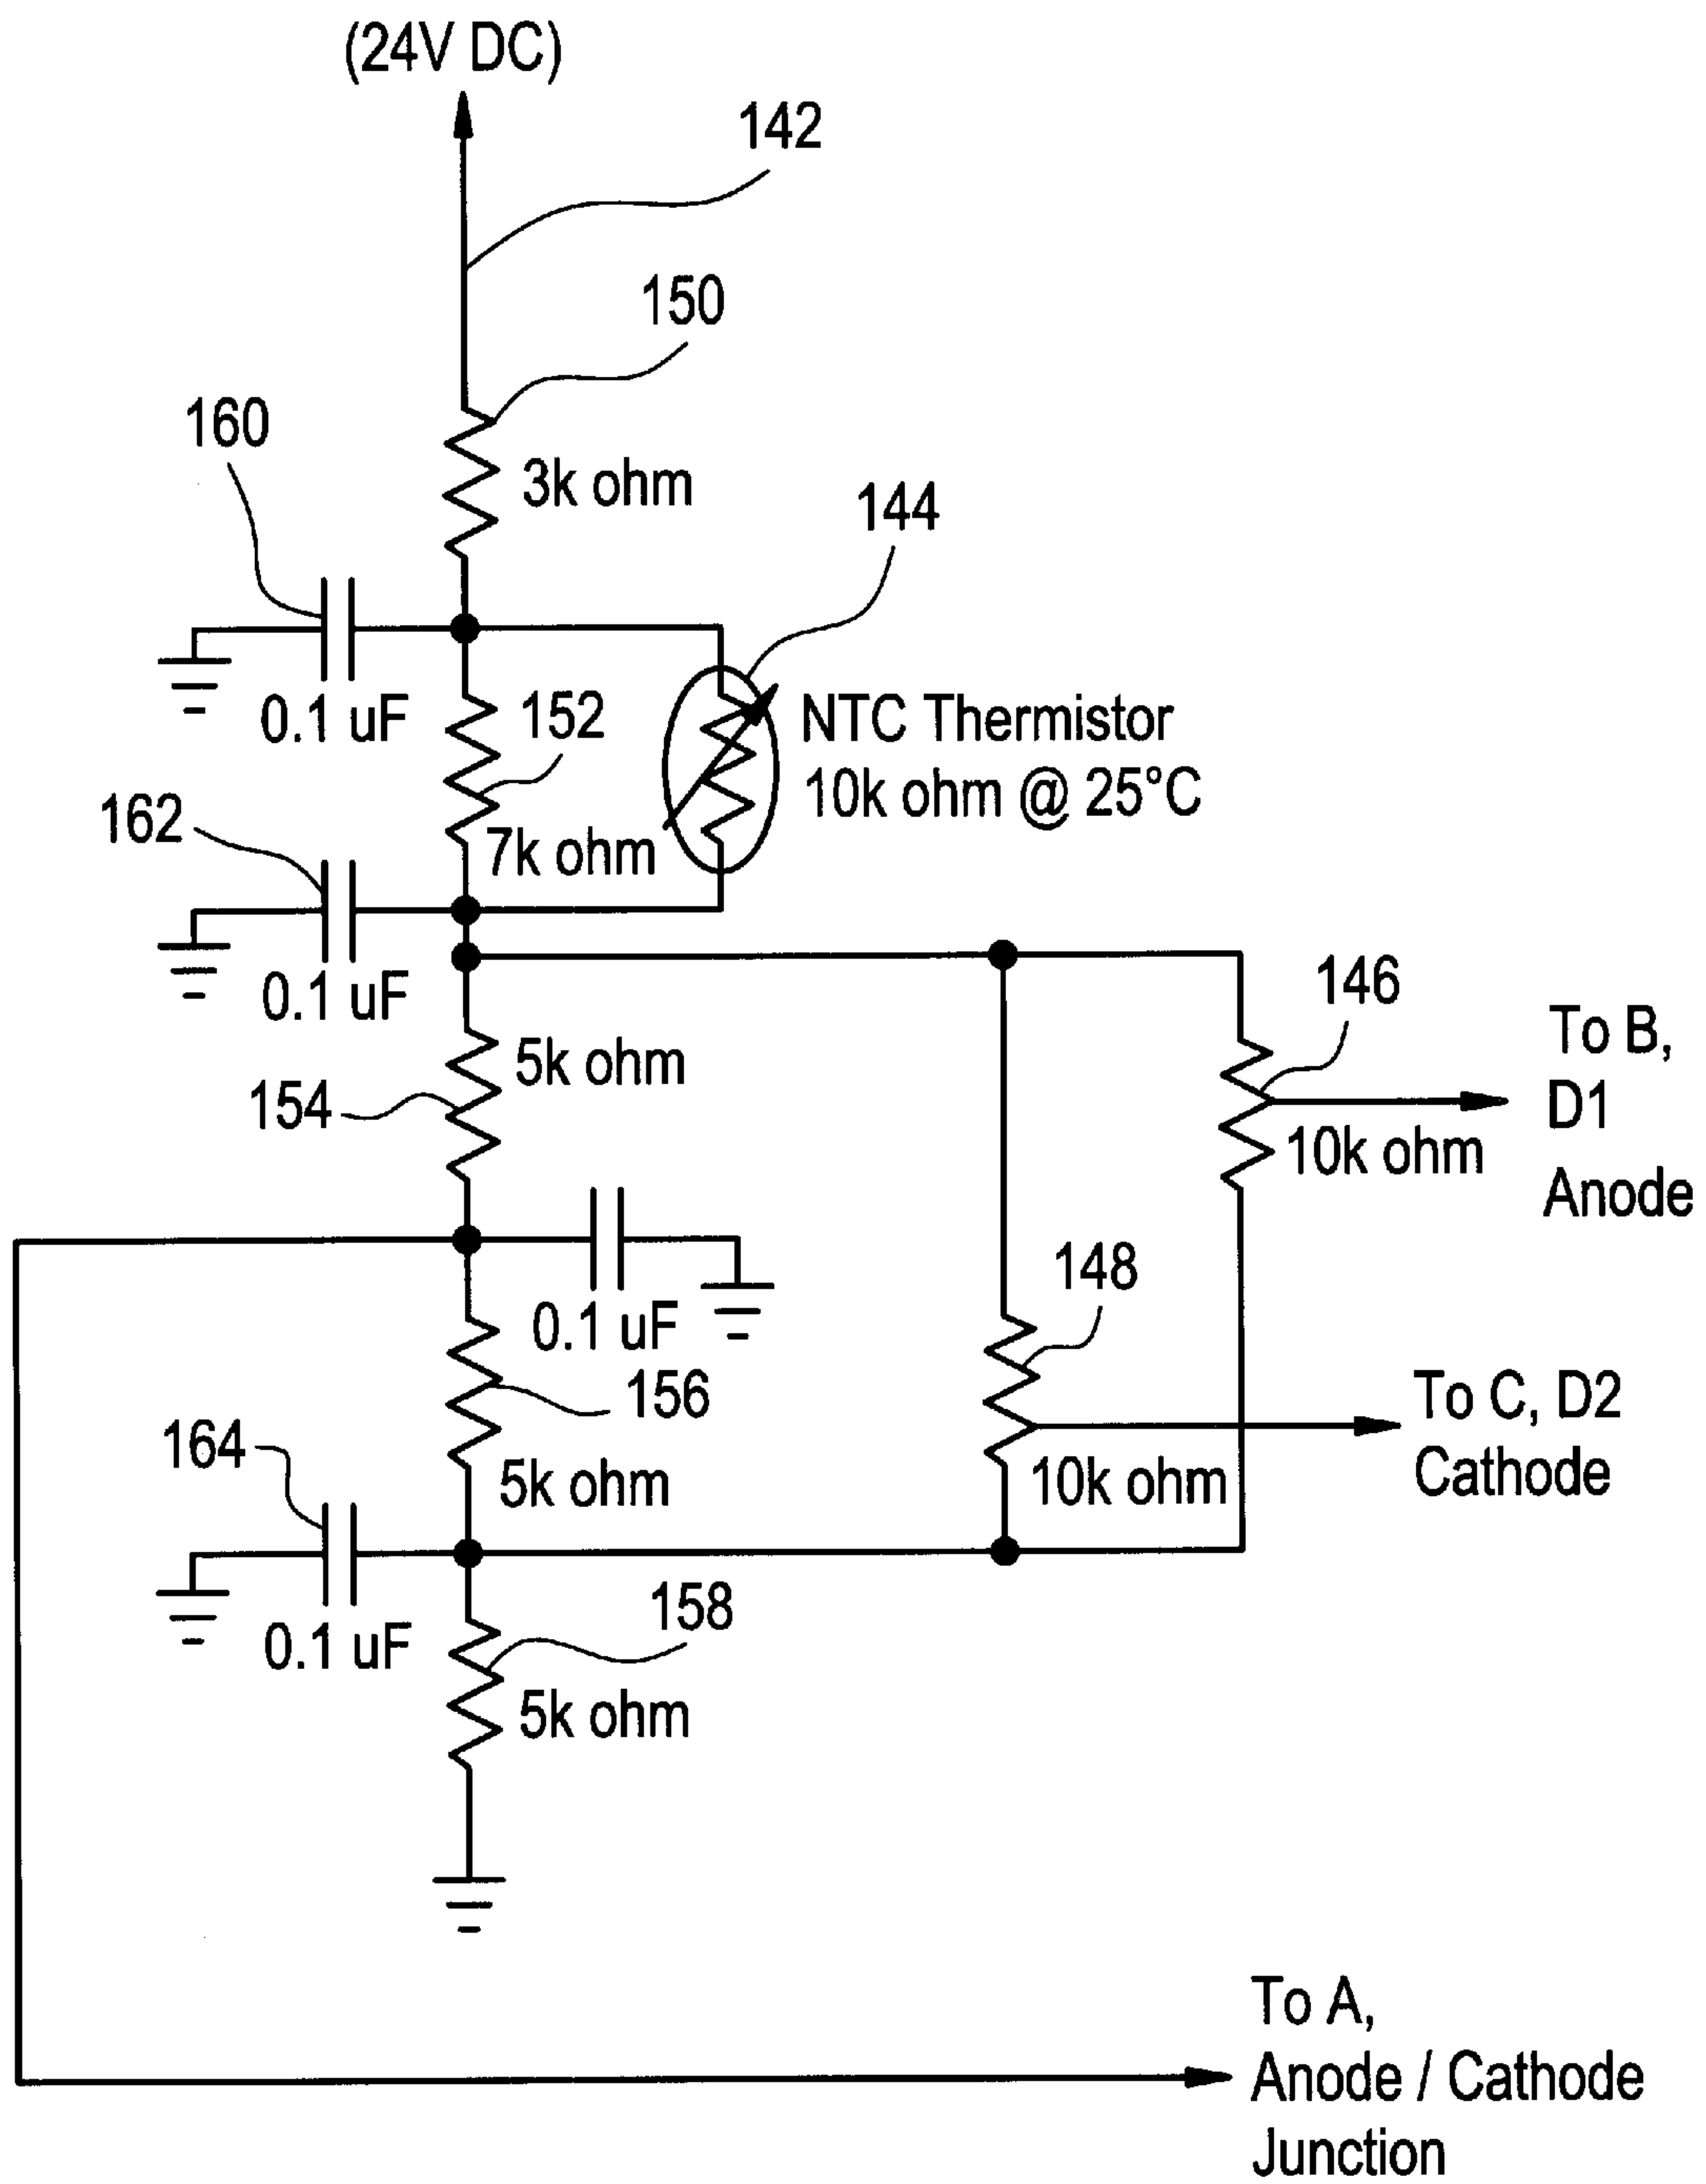 (24V DC)
142
150
160
3k ohm
144
0.1 uF
152
NTC Thermistor
10k ohm @ 25°C
162
7k ohm
0.1 uF
5k ohm
154
146
To B,
D1
Anode
10k ohm
148
0.1 uF
156
To C, D2
Cathode
164
5k ohm
10k ohm
0.1 uF
158
5k ohm
To A,
Anode / Cathode
Junction